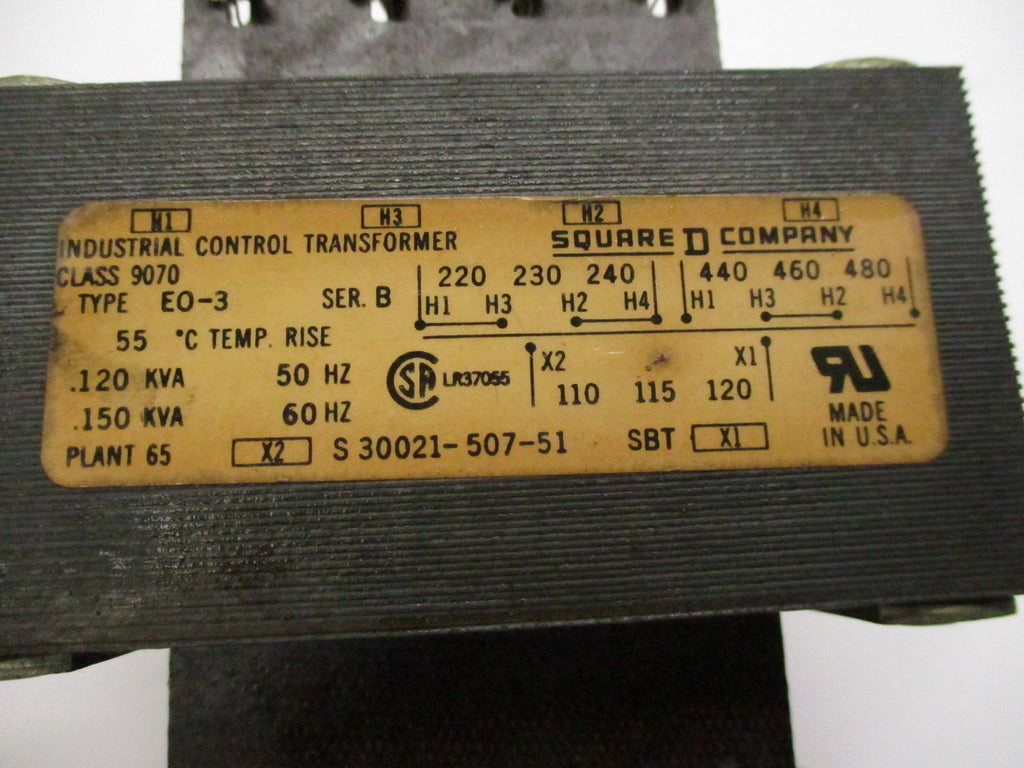 H1 H3 H2 H4
INDUSTRIAL CONTROL TRANSFORMER SQUARE D COMPANY
CLASS 9070 220 230 240 440 460 480
TYPE EO-3 SER. B H1 H3 H2 H4 H1 H3 H2 H4
55 °C TEMP. RISE
X2 X1
.120 KVA 50 HZ SA LR37055 110 115 120 RU
.150 KVA 60 HZ MADE
PLANT 65 X2 S 30021-507-51 SBT X1 IN U.S.A.